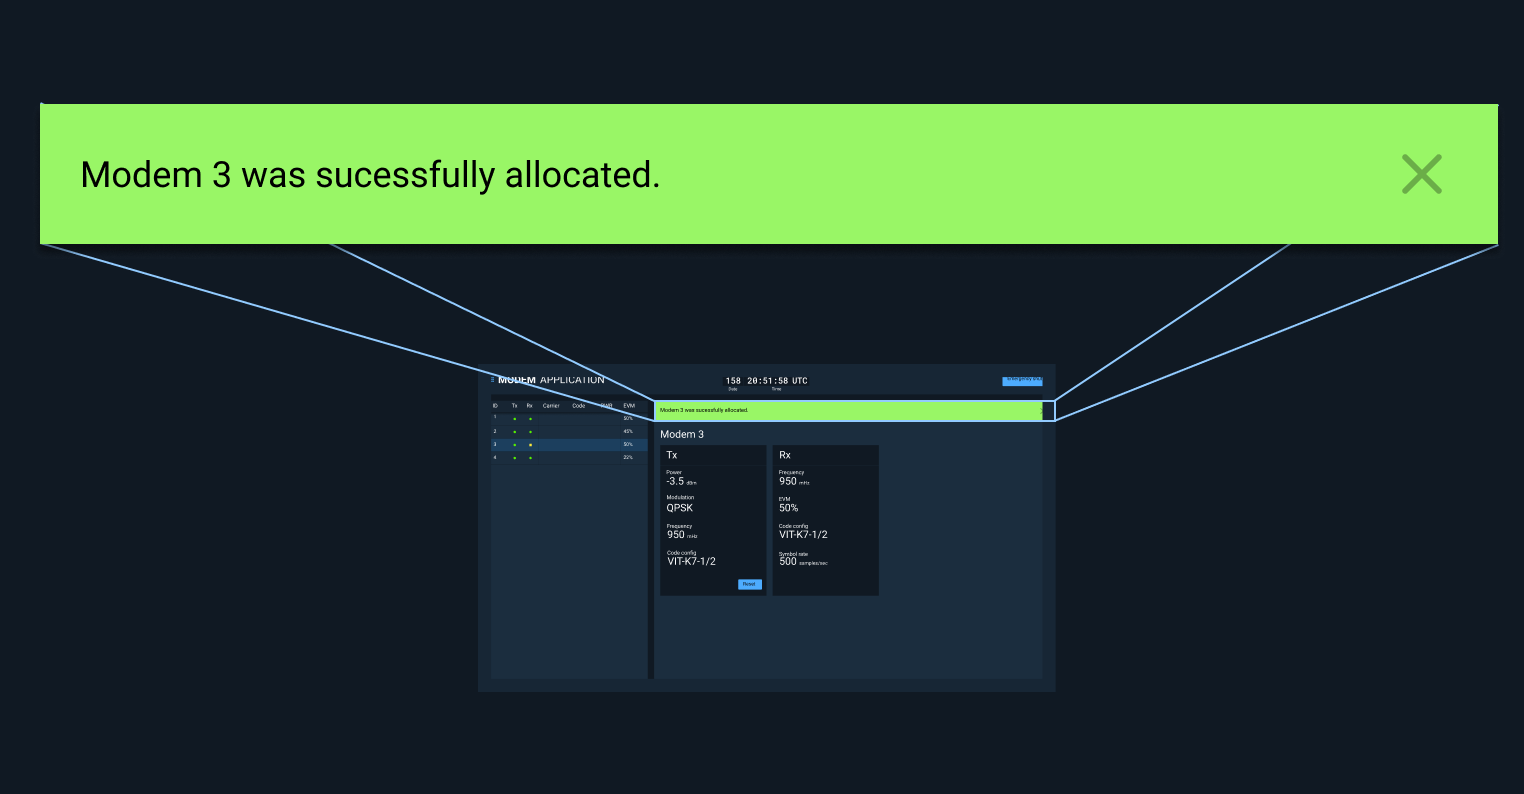 Modem 3 was sucessfully allocated.
MODEM APPLICATION
158 20:51:58 UTC
Date Time
ID Tx Rx Carrier Code PWR EVM
1 50%
2 45%
3 50%
4 22%
Modem 3 was sucessfully allocated.
Modem 3
Tx
Power
-3.5 dBm
Modulation
QPSK
Frequency
950 mHz
Code config
VIT-K7-1/2
Reset
Rx
Frequency
950 mHz
EVM
50%
Code config
VIT-K7-1/2
Symbol rate
500 samples/sec